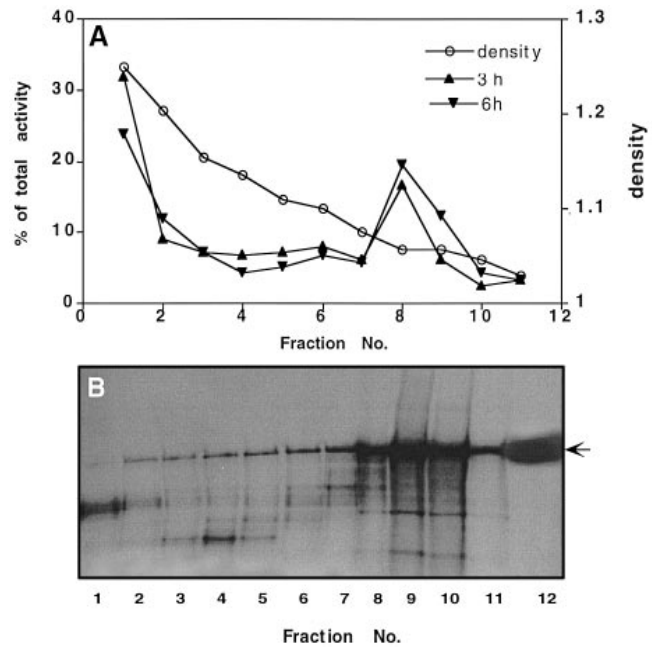 A
40
30
20
10
0
% of total activity
1.3
1.2
1.1
1
density
density
3 h
6h
0 2 4 6 8 10 12
Fraction No.
B
1 2 3 4 5 6 7 8 9 10 11 12
Fraction No.